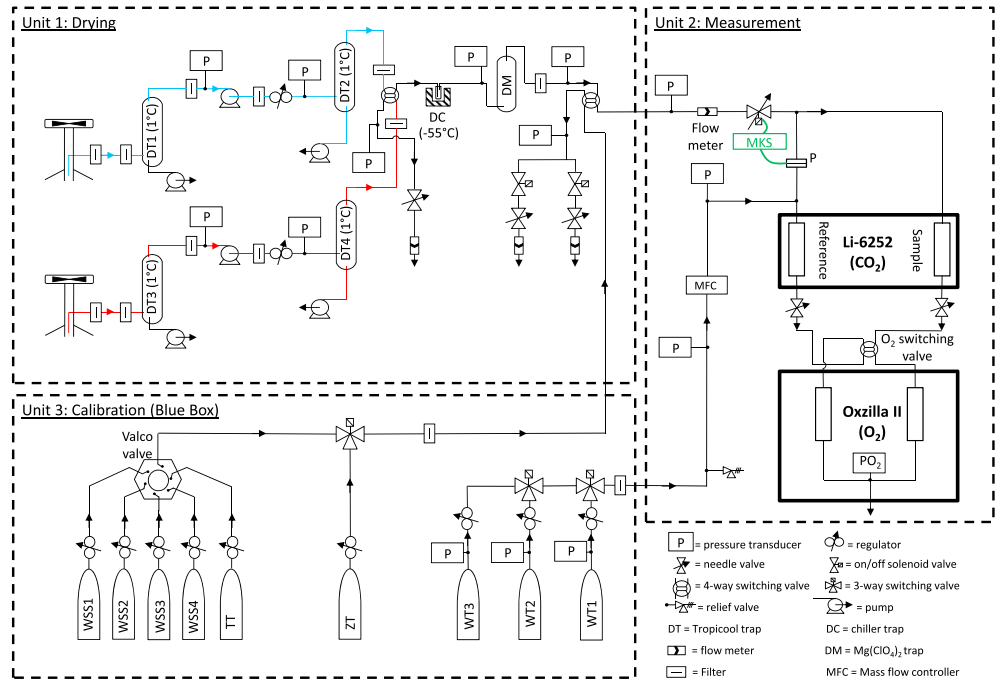 Unit 1: Drying
P
P
DT1 (1°C)
DT2 (1°C)
P
DC
(-55°C)
P
DM
P
P
P
P
DT3 (1°C)
DT4 (1°C)
Unit 2: Measurement
P
Flow
meter
MKS
P
P
Reference
Li-6252
(CO2)
Sample
MFC
P
O2 switching
valve
Oxzilla II
(O2)
PO2
Unit 3: Calibration (Blue Box)
Valco
valve
P
P
P
WSS1
WSS2
WSS3
WSS4
TT
ZT
WT3
WT2
WT1
P = pressure transducer
= regulator
= needle valve
= on/off solenoid valve
= 4-way switching valve
= 3-way switching valve
= relief valve
= pump
DT = Tropicool trap
DC = chiller trap
= flow meter
DM = Mg(ClO4)2 trap
= Filter
MFC = Mass flow controller